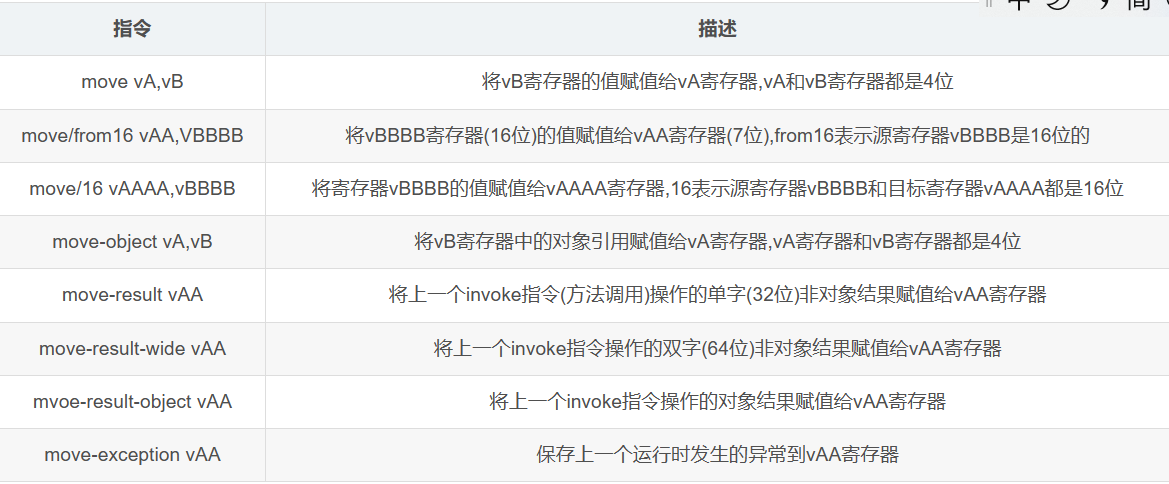 指令 描述
move vA,vB 将vB寄存器的值赋值给vA寄存器,vA和vB寄存器都是4位
move/from16 vAA,VBBBB 将vBBBB寄存器(16位)的值赋值给vAA寄存器(7位),from16表示源寄存器vBBBB是16位的
move/16 vAAAA,vBBBB 将寄存器vBBBB的值赋值给vAAAA寄存器,16表示源寄存器vBBBB和目标寄存器vAAAA都是16位
move-object vA,vB 将vB寄存器中的对象引用赋值给vA寄存器,vA寄存器和vB寄存器都是4位
move-result vAA 将上一个invoke指令(方法调用)操作的单字(32位)非对象结果赋值给vAA寄存器
move-result-wide vAA 将上一个invoke指令操作的双字(64位)非对象结果赋值给vAA寄存器
mvoe-result-object vAA 将上一个invoke指令操作的对象结果赋值给vAA寄存器
move-exception vAA 保存上一个运行时发生的异常到vAA寄存器